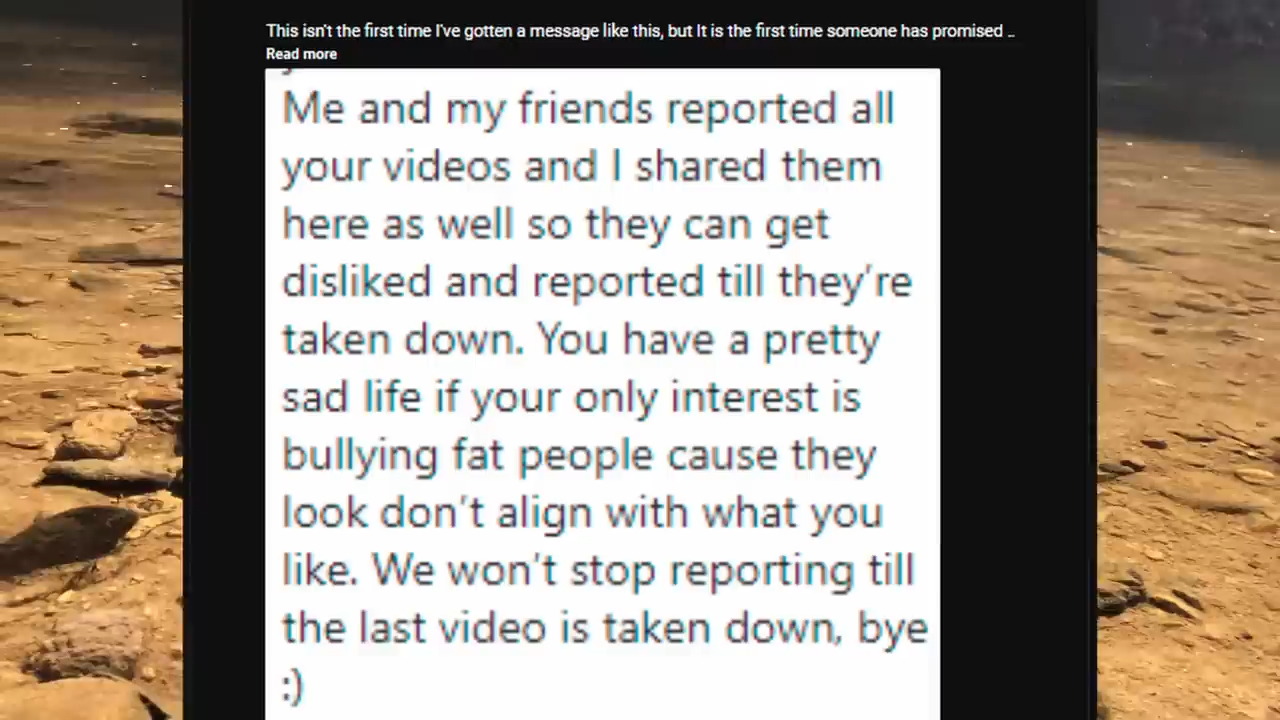 This isn't the first time I've gotten a message like this, but It is the first time someone has promised ..
Read more
Me and my friends reported all
your videos and I shared them
here as well so they can get
disliked and reported till they're
taken down. You have a pretty
sad life if your only interest is
bullying fat people cause they
look don't align with what you
like. We won't stop reporting till
the last video is taken down, bye
:)